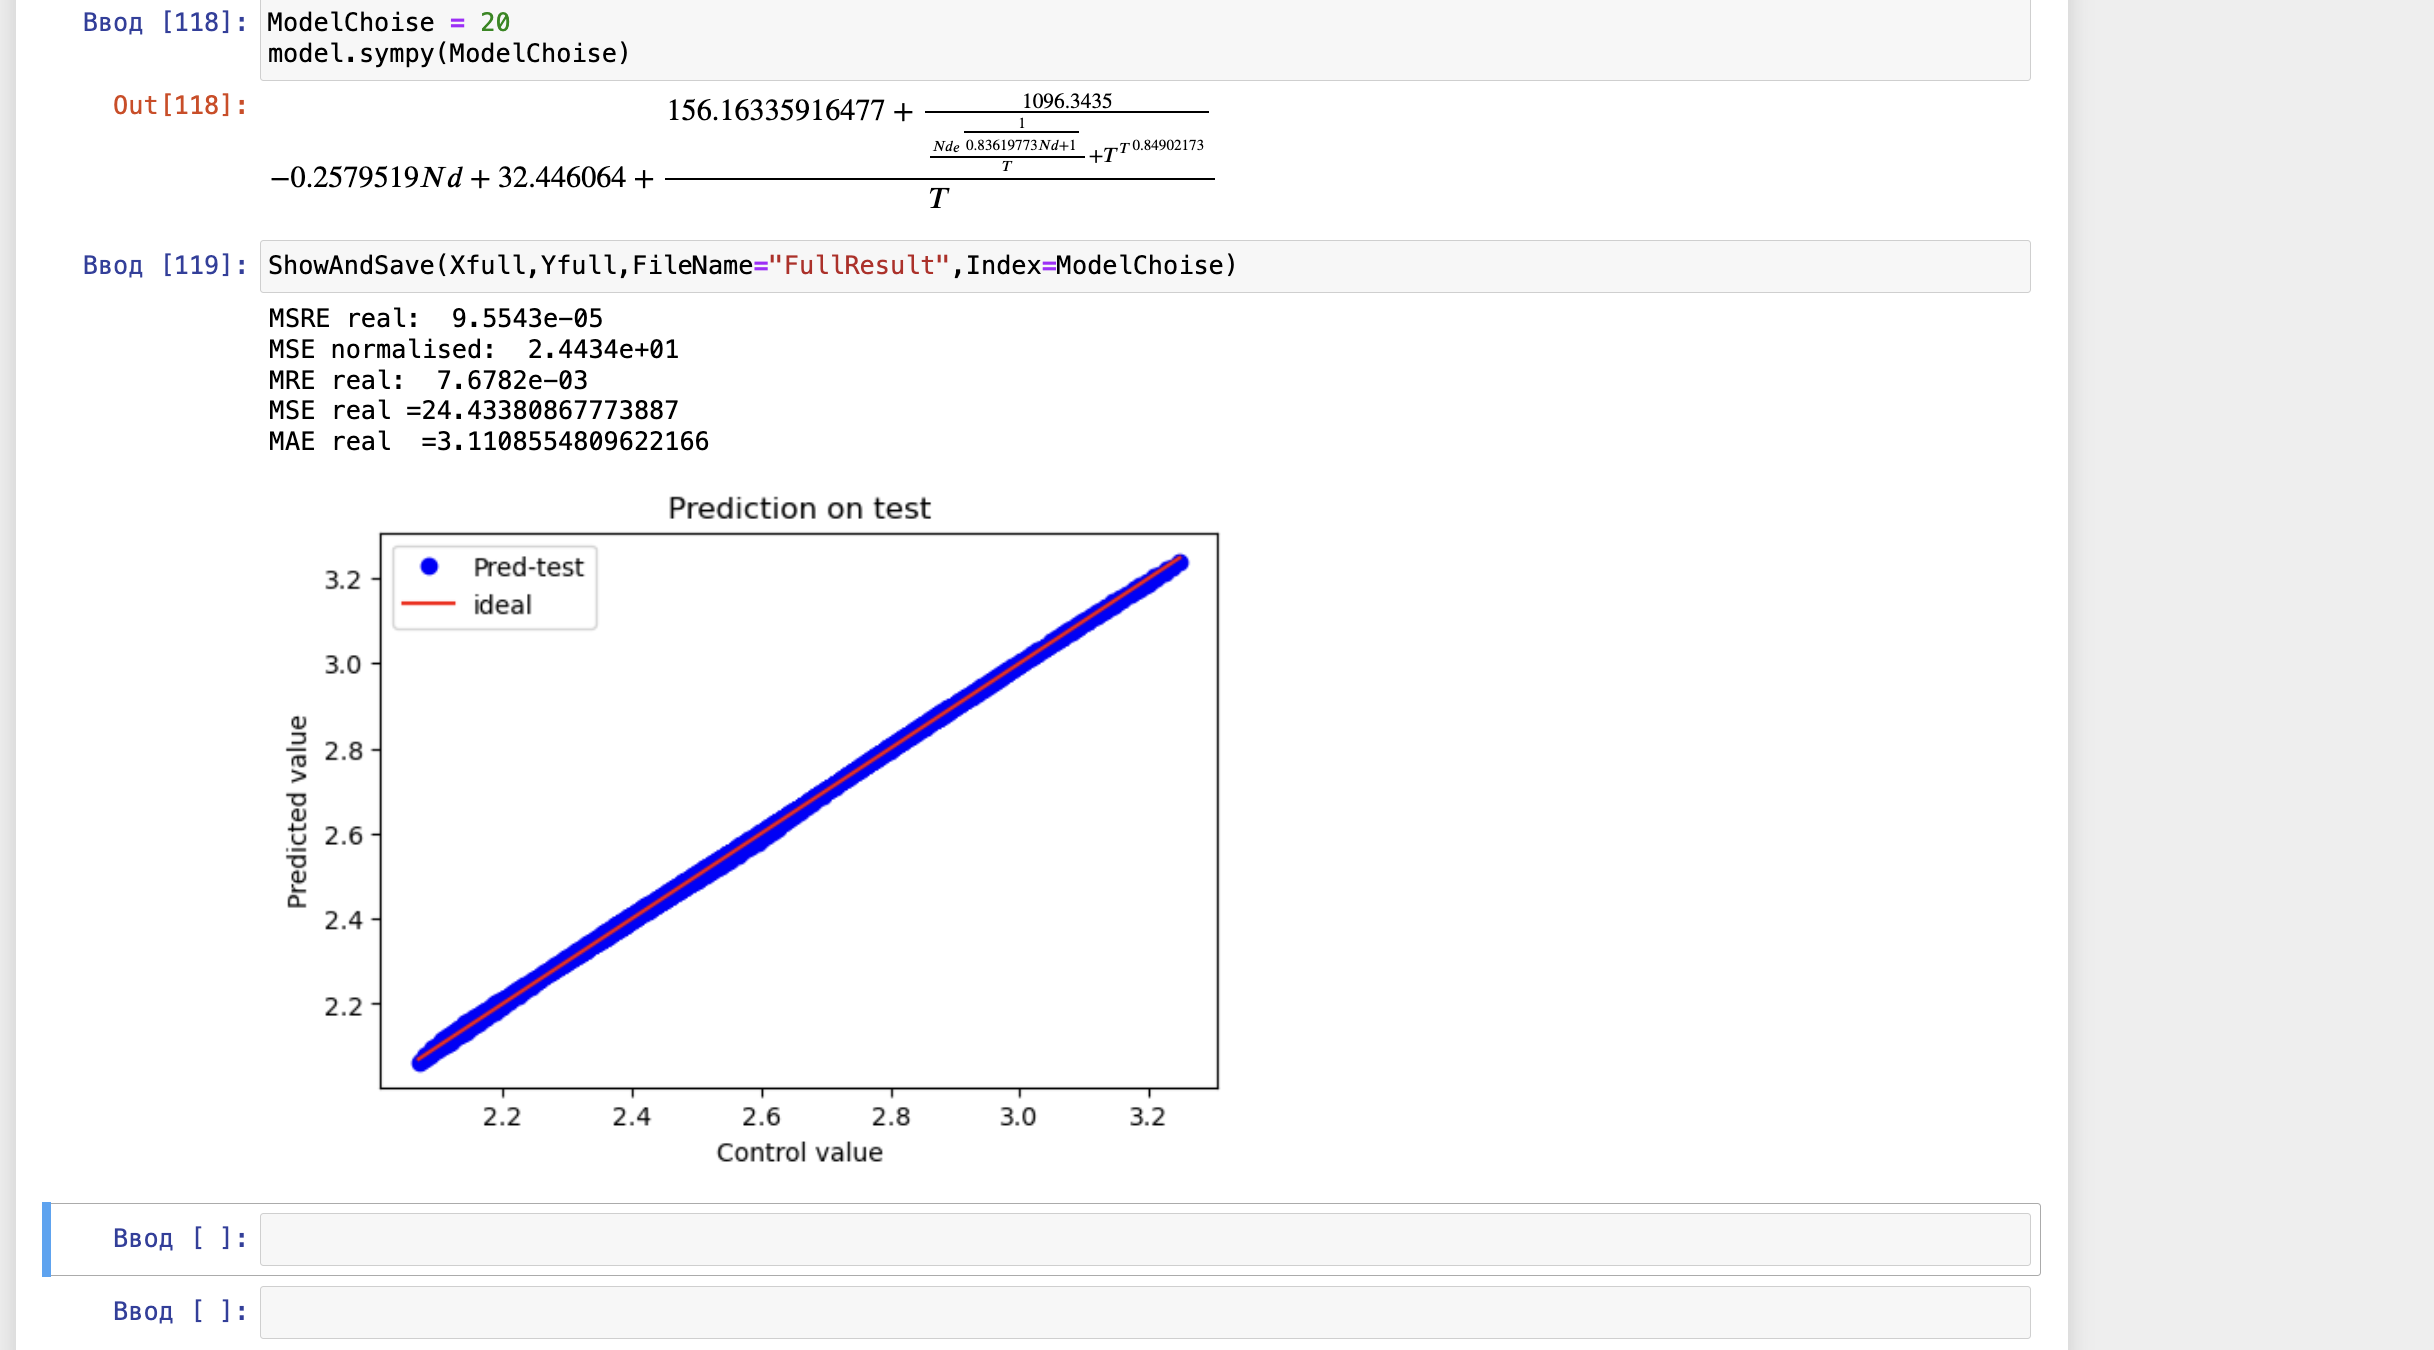 Ввод [118]: ModelChoise = 20
model.sympy(ModelChoise)
Out[118]:
156.16335916477 + 1096.3435
1
Nde 0.83619773Nd+1
T
+T T 0.84902173
−0.2579519Nd + 32.446064 +
T
Ввод [119]: ShowAndSave(Xfull,Yfull,FileName="FullResult",Index=ModelChoise)
MSRE real:  9.5543e−05
MSE normalised:  2.4434e+01
MRE real:  7.6782e−03
MSE real =24.43380867773887
MAE real  =3.1108554809622166
Prediction on test
Pred-test
ideal
3.2
3.0
2.8
2.6
2.4
2.2
Predicted value
2.2 2.4 2.6 2.8 3.0 3.2
Control value
Ввод [ ]:
Ввод [ ]: